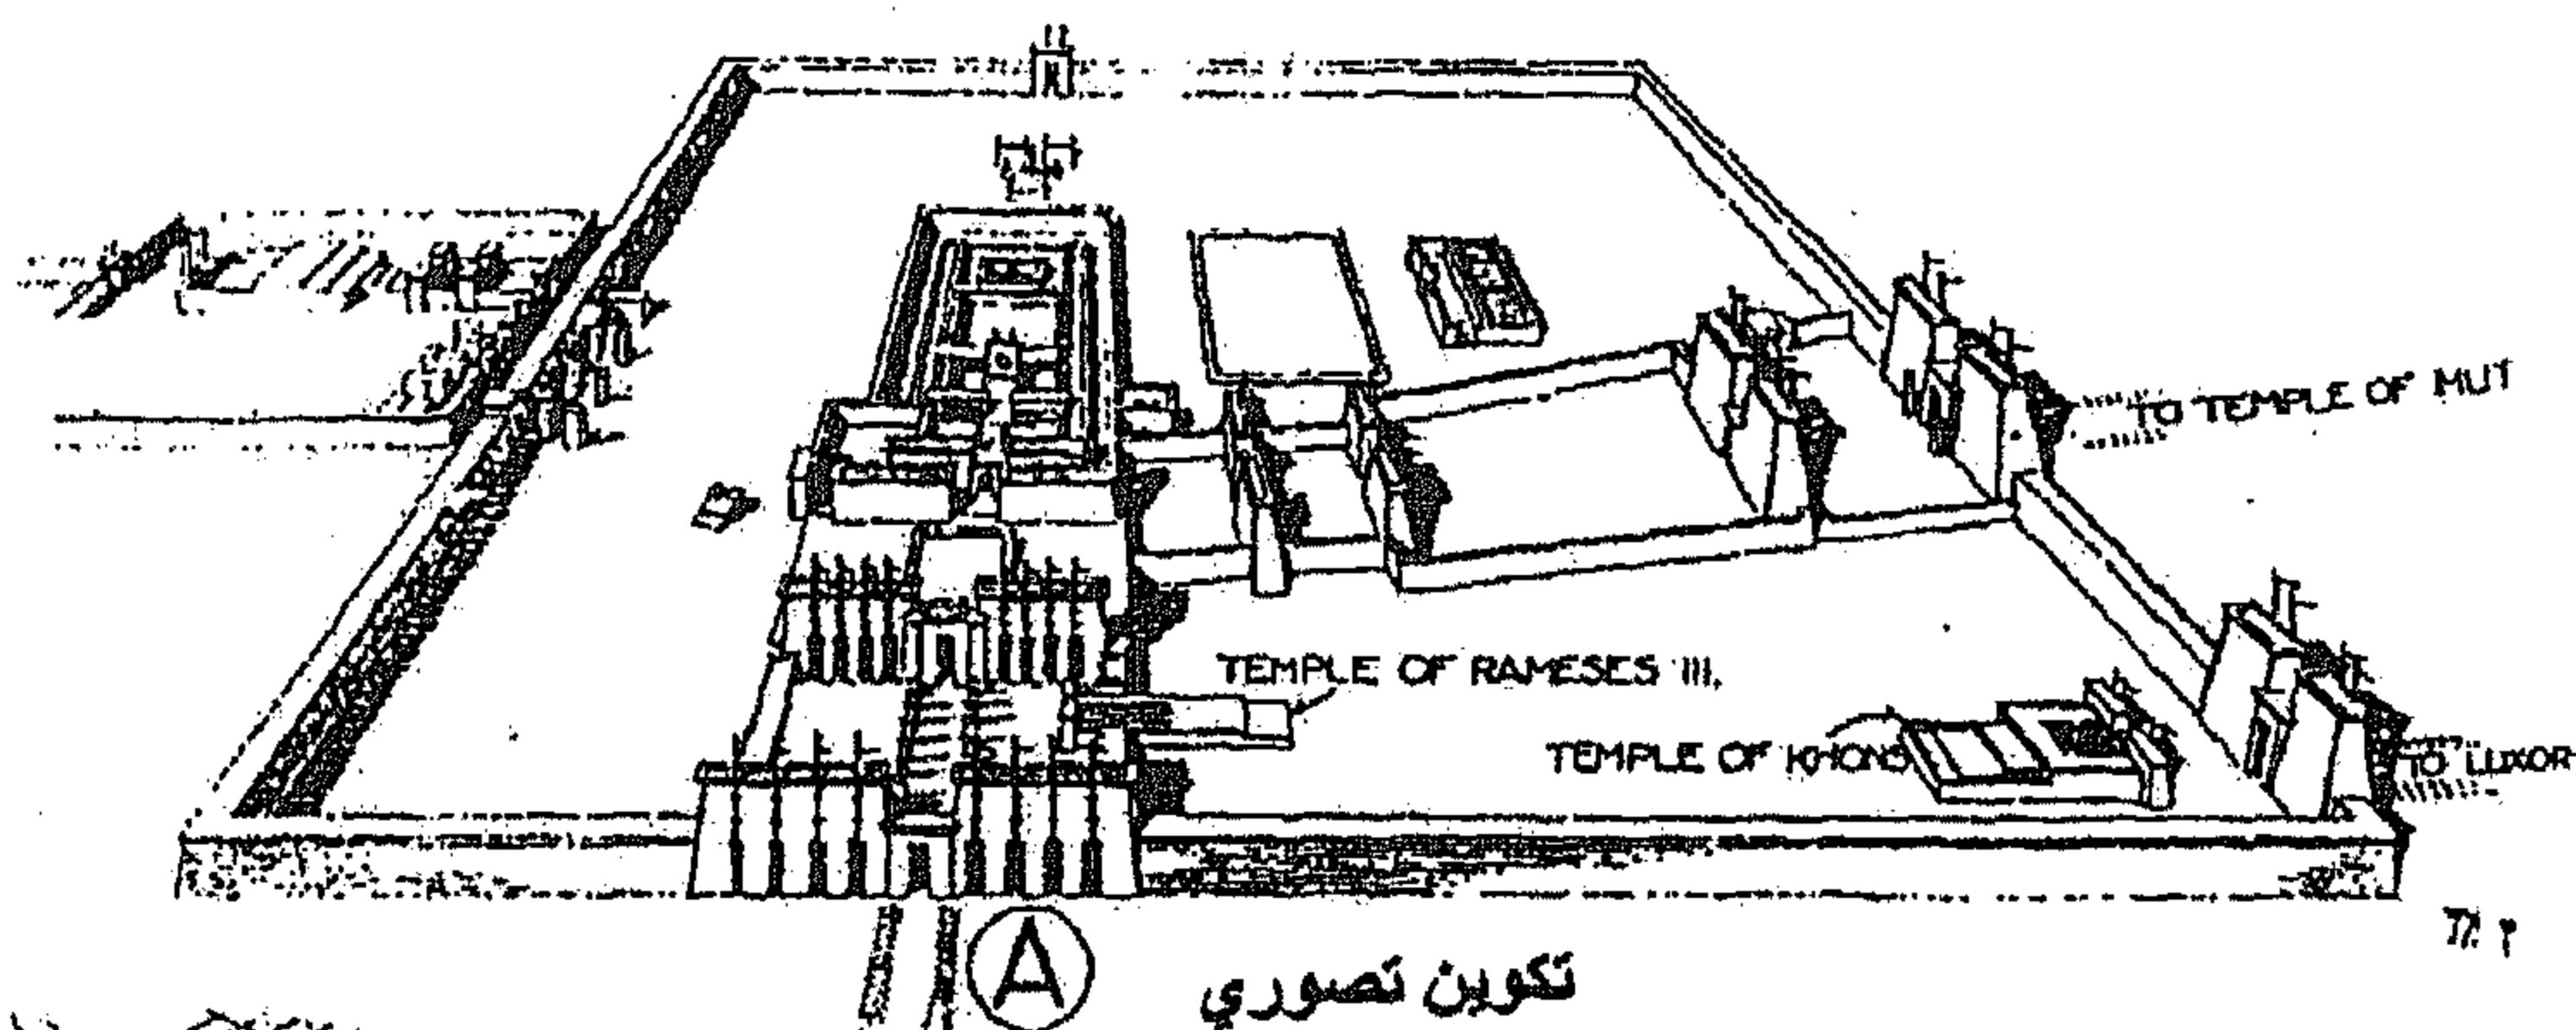 TO TEMPLE OF MUT
TEMPLE OF RAMESES III.
TEMPLE OF KHONS
TO LUXOR
A
تكوين تصوري